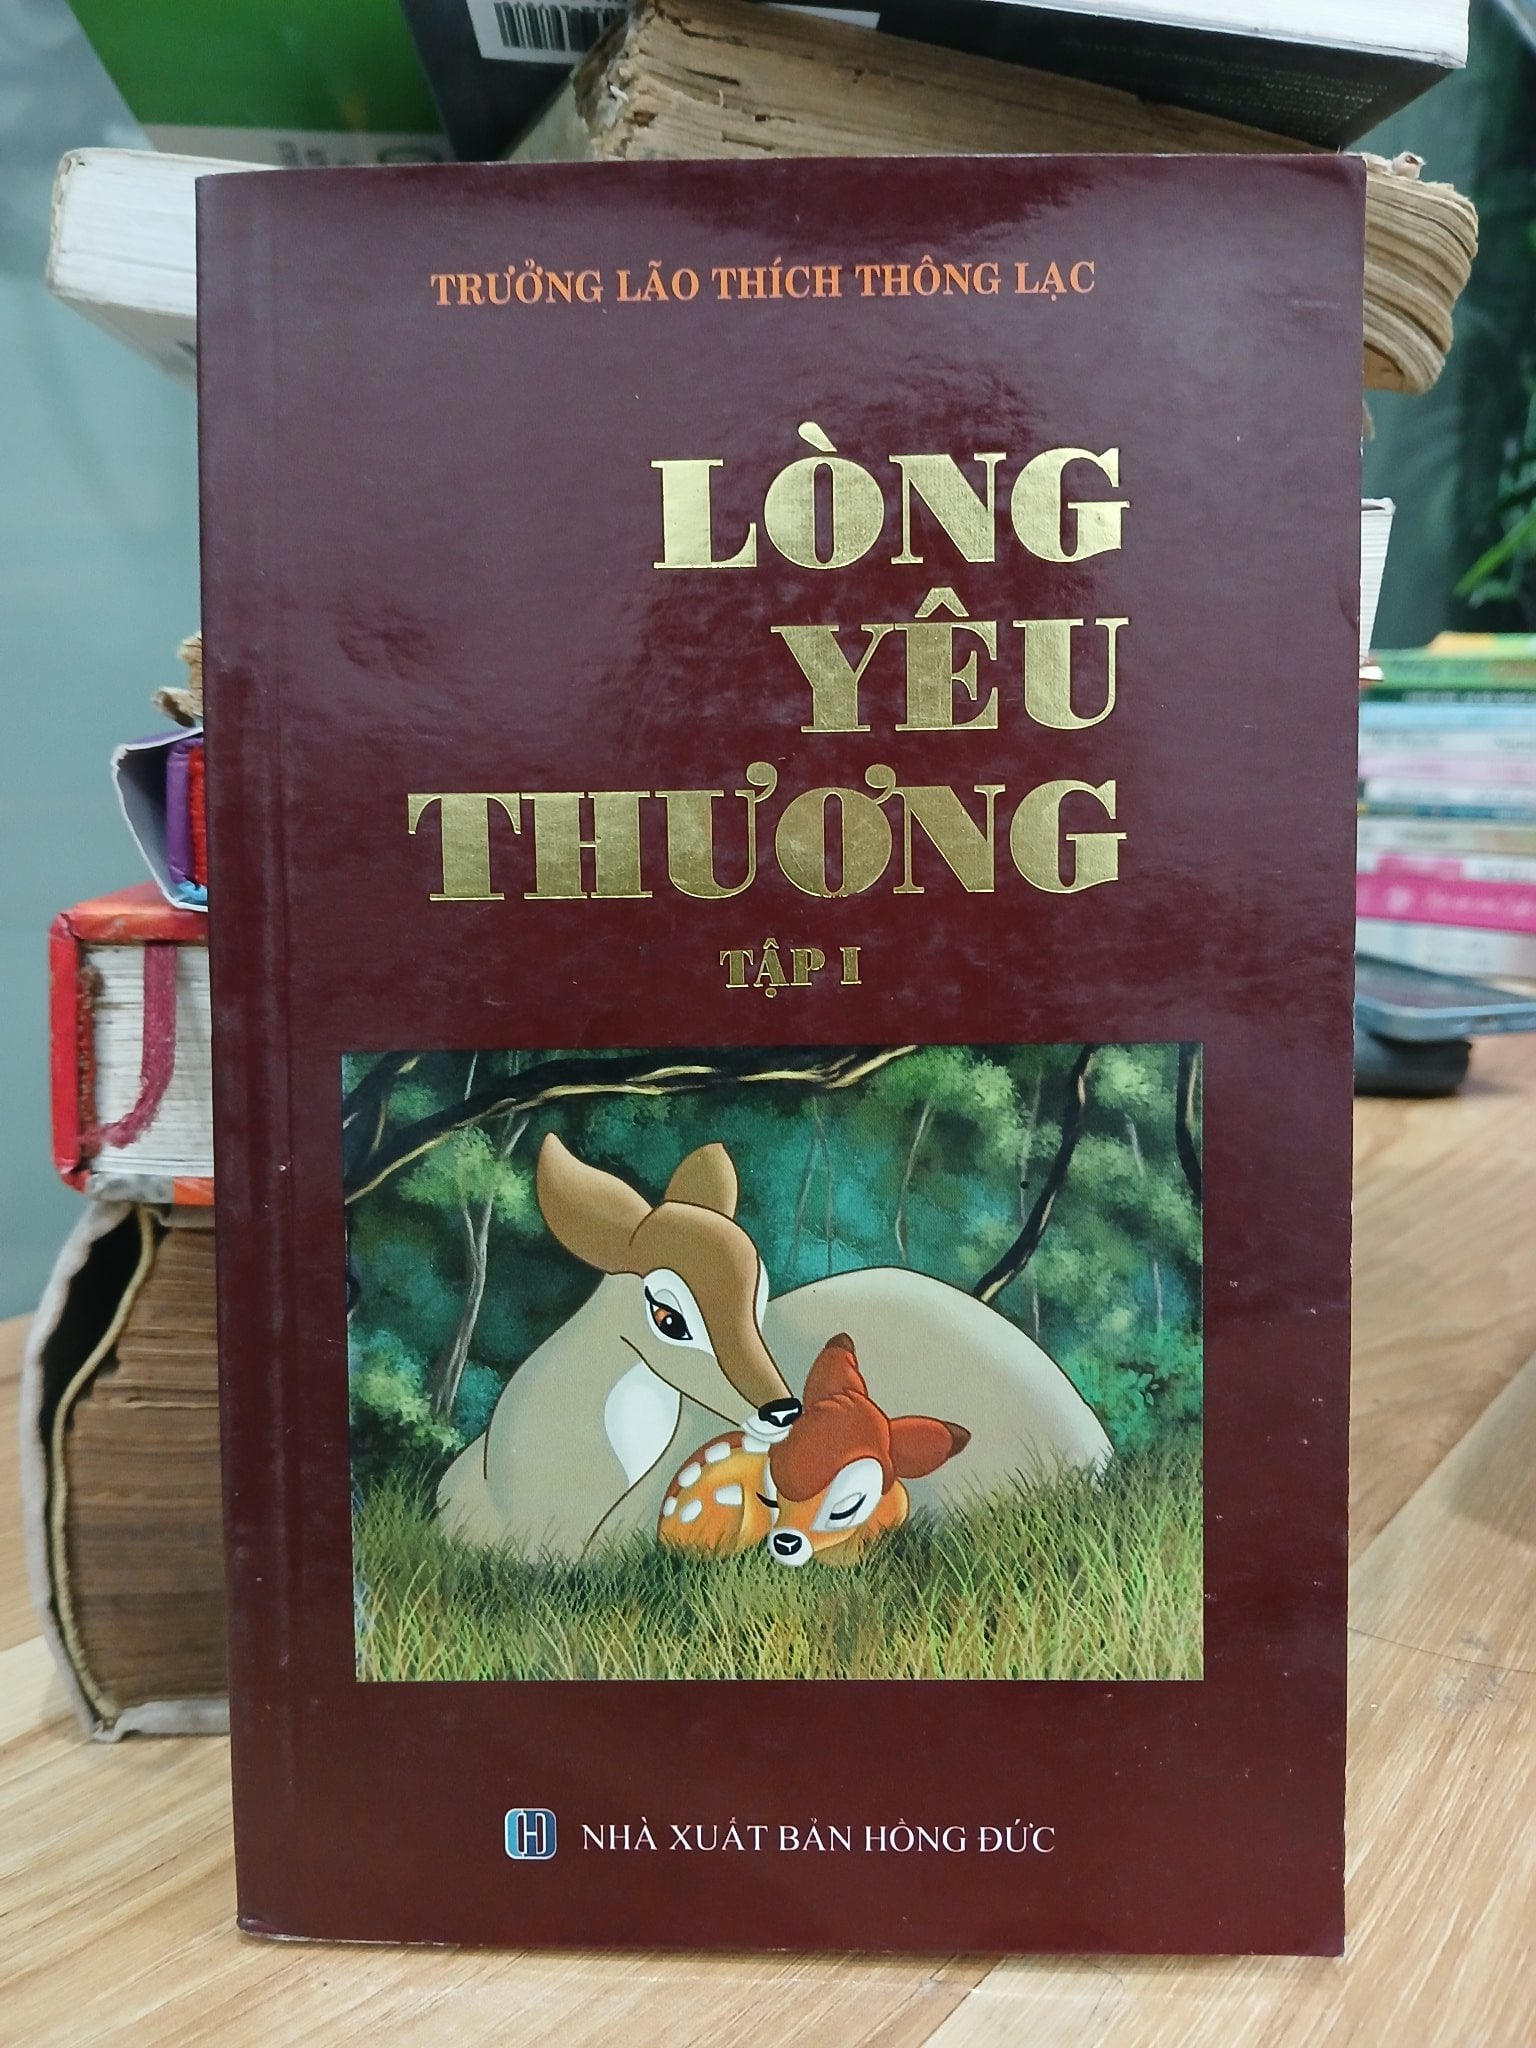 TRƯỞNG LÃO THÍCH THÔNG LẠC
LÒNG
YÊU
THƯƠNG
TẬP I
NHÀ XUẤT BẢN HỒNG ĐỨC